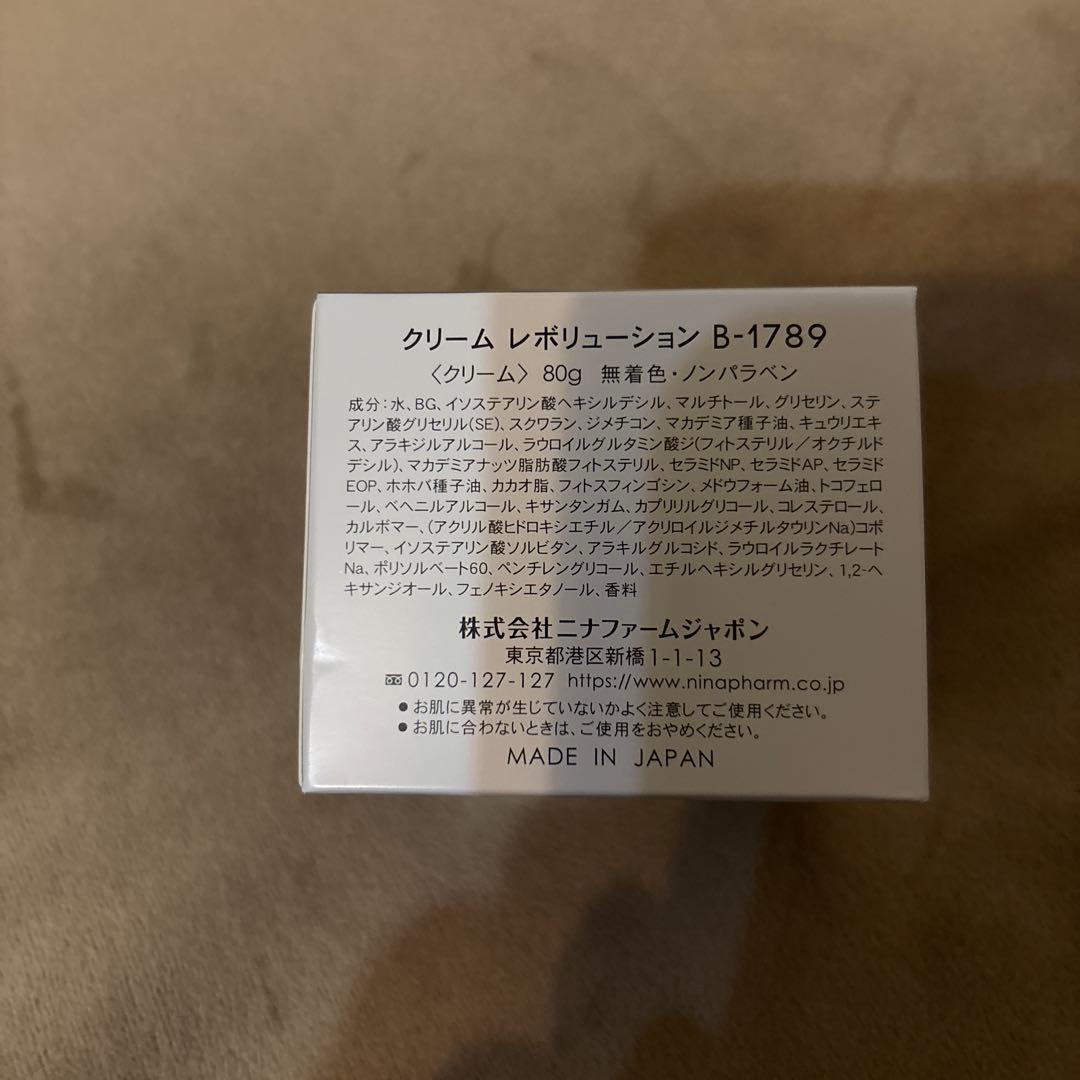 クリーム レボリューション B-1789
〈クリーム〉 80g 無着色・ノンパラベン
成分：水、BG、イソステアリン酸ヘキシルデシル、マルチトール、グリセリン、ステ
アリン酸グリセリル(SE)、スクワラン、ジメチコン、マカデミア種子油、キュウリエキ
ス、アラキジルアルコール、ラウロイルグルタミン酸ジ(フィトステリル／オクチルド
デシル)、マカデミアナッツ脂肪酸フィトステリル、セラミドNP、セラミドAP、セラミド
EOP、ホホバ種子油、カカオ脂、フィトスフィンゴシン、メドウフォーム油、トコフェロ
ール、ベヘニルアルコール、キサンタンガム、カプリリルグリコール、コレステロール、
カルボマー、(アクリル酸ヒドロキシエチル／アクリロイルジメチルタウリンNa)コポ
リマー、イソステアリン酸ソルビタン、アラキルグルコシド、ラウロイルラクチレート
Na、ポリソルベート60、ペンチレングリコール、エチルヘキシルグリセリン、1,2-ヘ
キサンジオール、フェノキシエタノール、香料
株式会社ニナファームジャポン
東京都港区新橋1-1-13
0120-127-127 https://www.ninapharm.co.jp
●お肌に異常が生じていないかよく注意してご使用ください。
●お肌に合わないときは、ご使用をおやめください。
MADE IN JAPAN